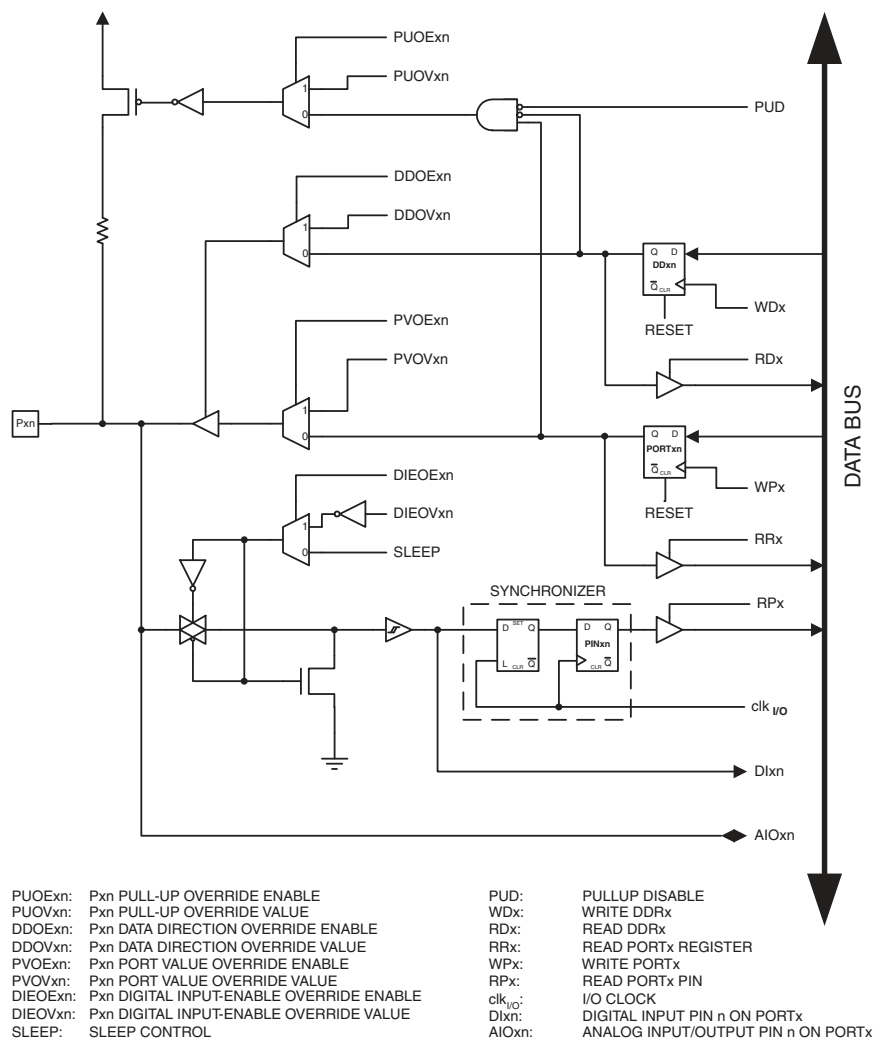 PUOExn
PUOVxn
1
0
PUD
DDOExn
DDOVxn
1
0
Q D
DDxn
Q CLR
WDx
RESET
PVOExn
PVOVxn
RDx
1
0
Pxn
Q D
PORTxn
Q CLR
WPx
RESET
DATA BUS
DIEOExn
DIEOVxn
1
0
SLEEP
RRx
SYNCHRONIZER
RPx
D SET Q
L CLR Q
D Q
PINxn
CLR Q
clk I/O
DIxn
AIOxn
PUOExn: Pxn PULL-UP OVERRIDE ENABLE
PUOVxn: Pxn PULL-UP OVERRIDE VALUE
DDOExn: Pxn DATA DIRECTION OVERRIDE ENABLE
DDOVxn: Pxn DATA DIRECTION OVERRIDE VALUE
PVOExn: Pxn PORT VALUE OVERRIDE ENABLE
PVOVxn: Pxn PORT VALUE OVERRIDE VALUE
DIEOExn: Pxn DIGITAL INPUT-ENABLE OVERRIDE ENABLE
DIEOVxn: Pxn DIGITAL INPUT-ENABLE OVERRIDE VALUE
SLEEP: SLEEP CONTROL
PUD: PULLUP DISABLE
WDx: WRITE DDRx
RDx: READ DDRx
RRx: READ PORTx REGISTER
WPx: WRITE PORTx
RPx: READ PORTx PIN
clkI/O: I/O CLOCK
DIxn: DIGITAL INPUT PIN n ON PORTx
AIOxn: ANALOG INPUT/OUTPUT PIN n ON PORTx